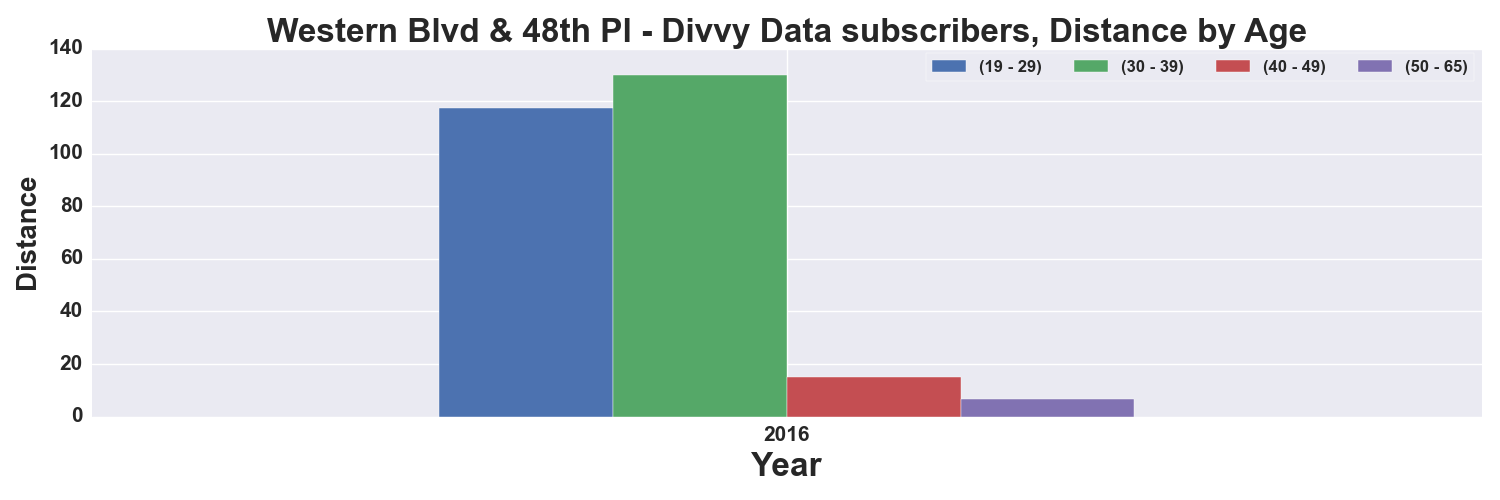 Western Blvd & 48th Pl - Divvy Data subscribers, Distance by Age
(19 - 29) (30 - 39) (40 - 49) (50 - 65)
Distance
140
120
100
80
60
40
20
0
2016
Year